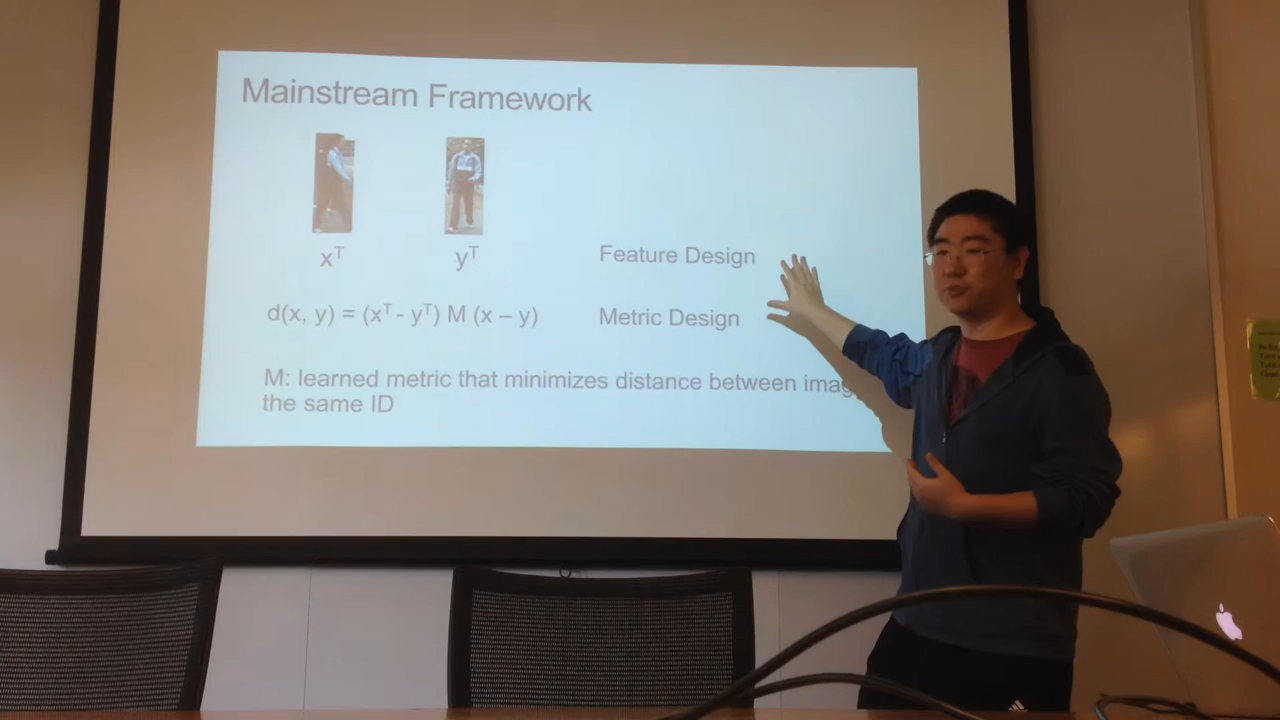 Mainstream Framework
xᵀ yᵀ Feature Design
d(x, y) = (xᵀ - yᵀ) M (x – y) Metric Design
M: learned metric that minimizes distance between
the same ID